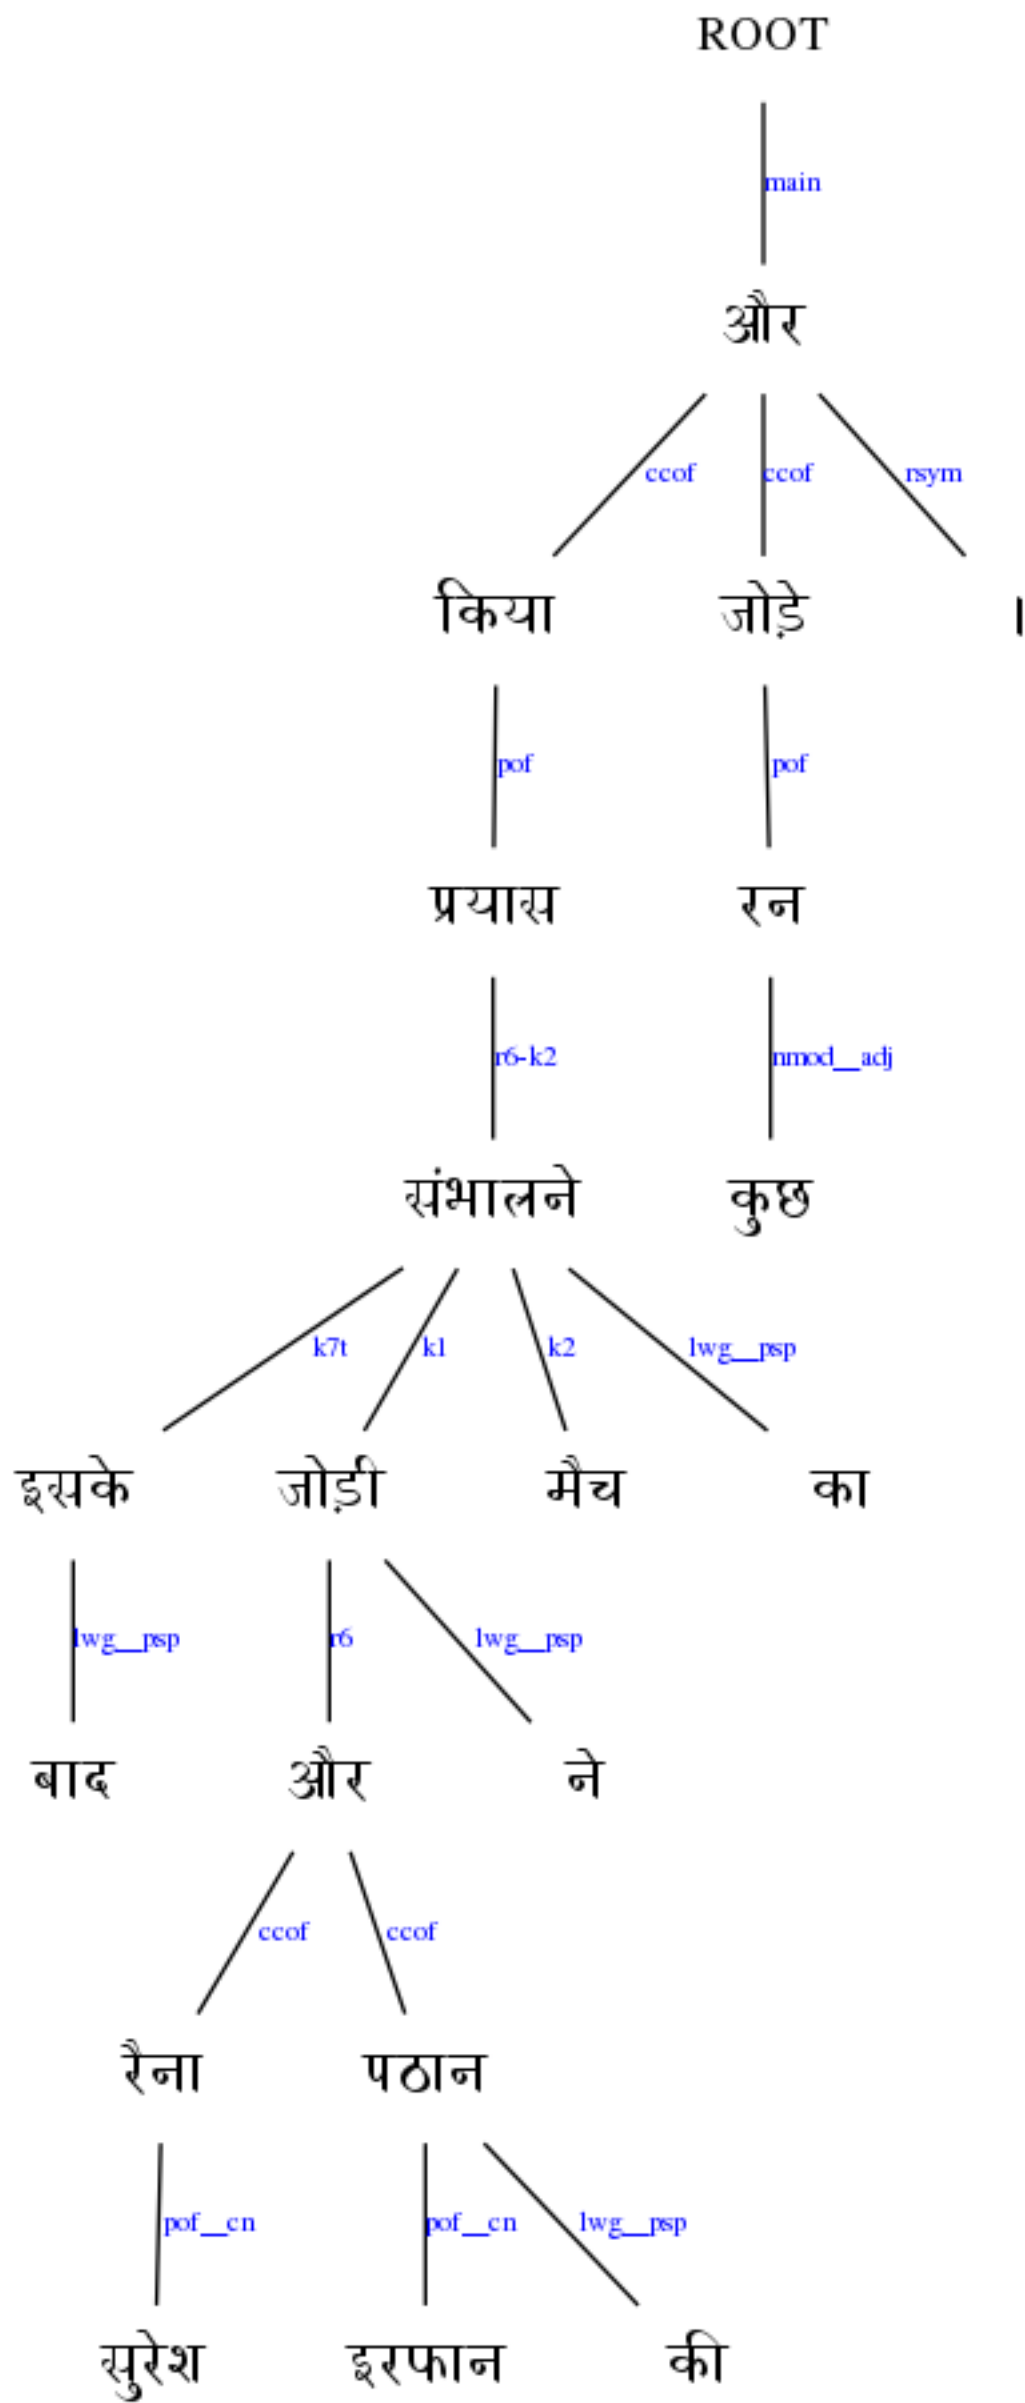 ROOT
main
और
ccof ccof rsym
किया जोड़े ।
pof pof
प्रयास रन
r6-k2 nmod__adj
संभालने कुछ
k7t k1 k2 lwg__psp
इसके जोड़ी मैच का
lwg__psp r6 lwg__psp
बाद और ने
ccof ccof
रैना पठान
pof__cn pof__cn lwg__psp
सुरेश इरफान की